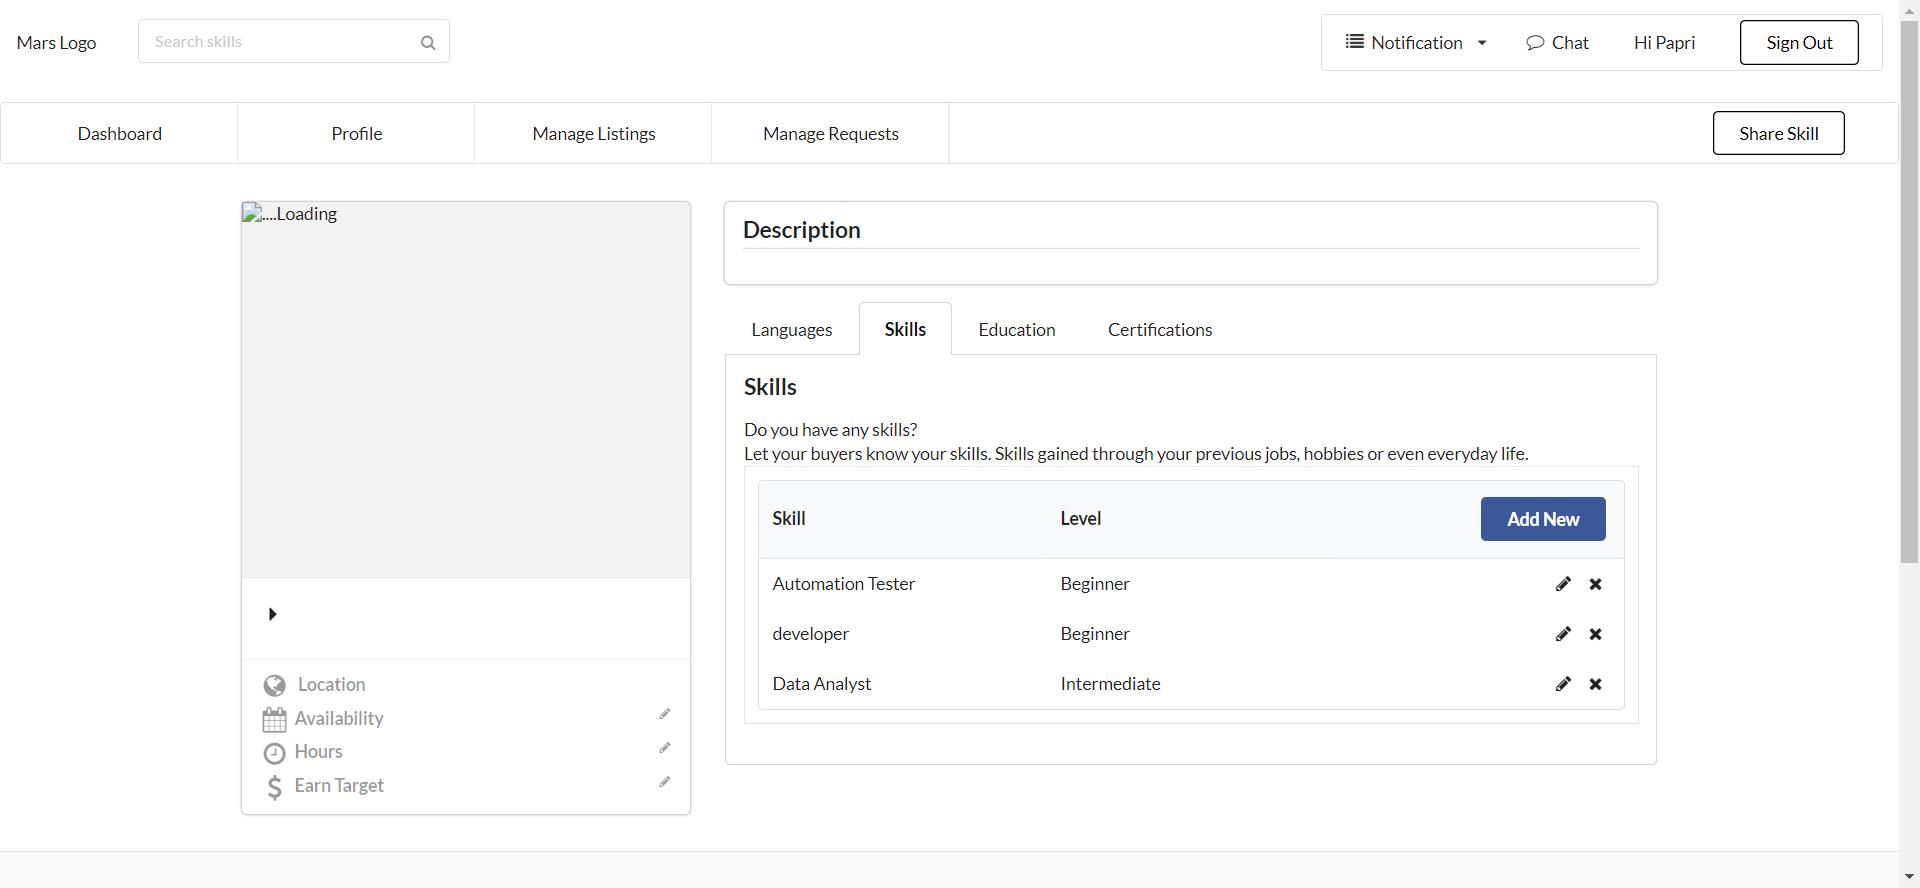 Mars Logo
Search skills
Notification
Chat
Hi Papri
Sign Out
Dashboard
Profile
Manage Listings
Manage Requests
Share Skill
....Loading
Location
Availability
Hours
Earn Target
Description
Languages
Skills
Education
Certifications
Skills
Do you have any skills?
Let your buyers know your skills. Skills gained through your previous jobs, hobbies or even everyday life.
Skill Level Add New
Automation Tester Beginner
developer Beginner
Data Analyst Intermediate